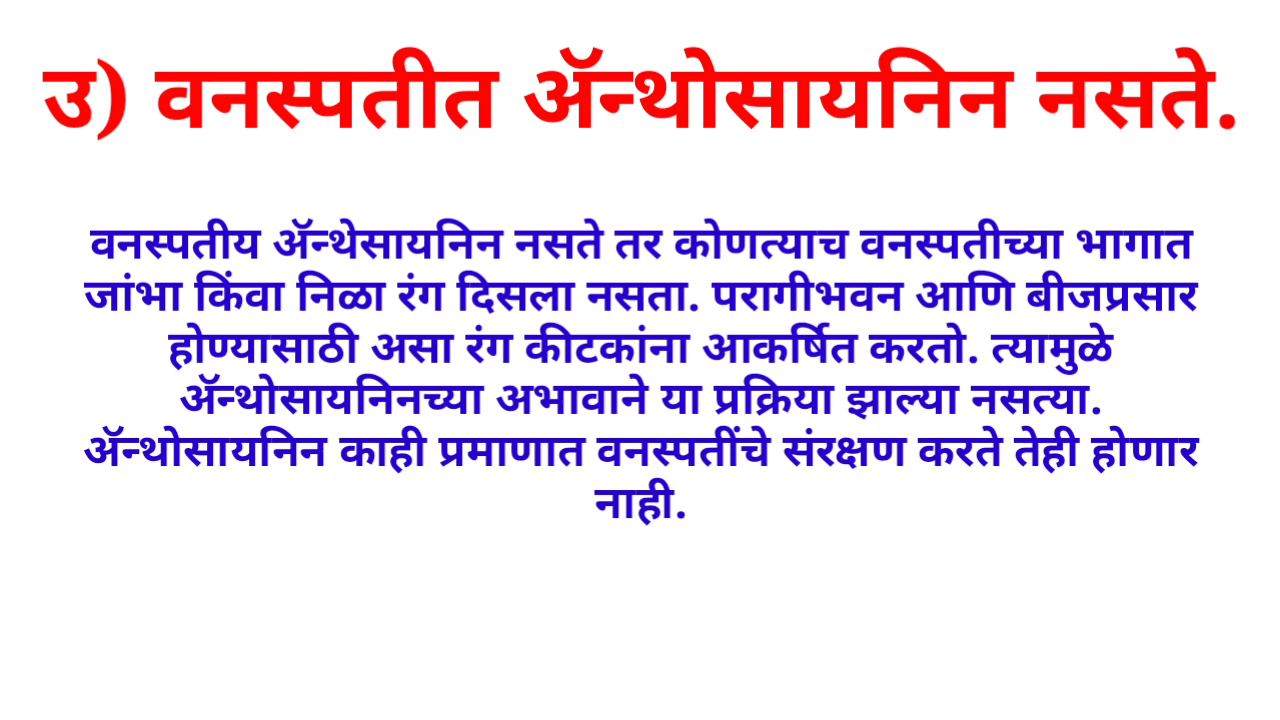 उ) वनस्पतीत ॲन्थोसायनिन नसते.
वनस्पतीय ॲन्थेसायनिन नसते तर कोणत्याच वनस्पतीच्या भागात
जांभा किंवा निळा रंग दिसला नसता. परागीभवन आणि बीजप्रसार
होण्यासाठी असा रंग कीटकांना आकर्षित करतो. त्यामुळे
ॲन्थोसायनिनच्या अभावाने या प्रक्रिया झाल्या नसत्या.
ॲन्थोसायनिन काही प्रमाणात वनस्पतींचे संरक्षण करते तेही होणार
नाही.